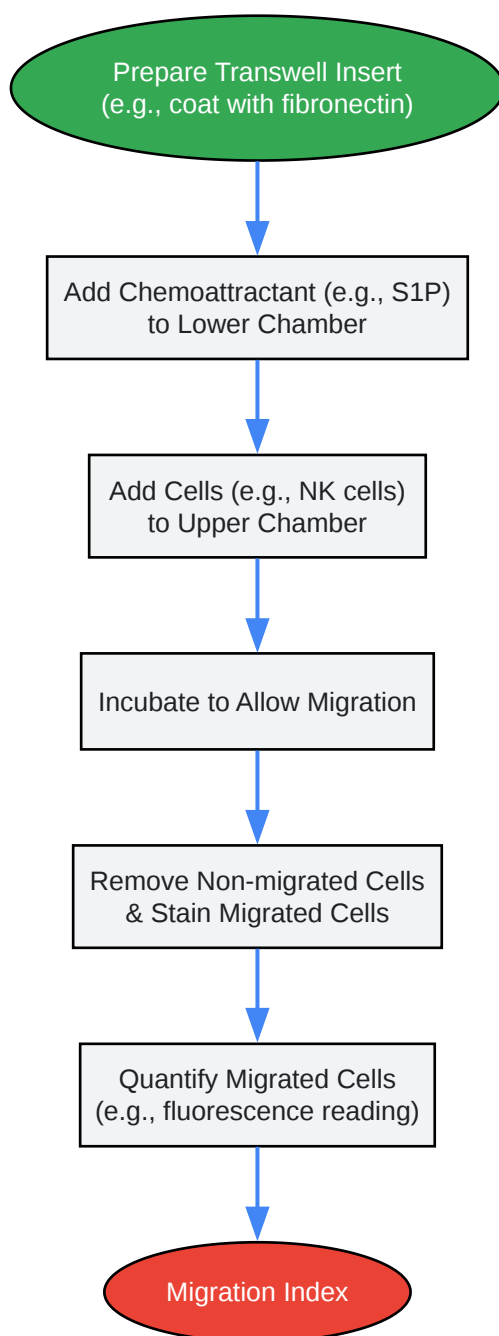 Prepare Transwell Insert
(e.g., coat with fibronectin)
Add Chemoattractant (e.g., S1P)
to Lower Chamber
Add Cells (e.g., NK cells)
to Upper Chamber
Incubate to Allow Migration
Remove Non-migrated Cells
& Stain Migrated Cells
Quantify Migrated Cells
(e.g., fluorescence reading)
Migration Index